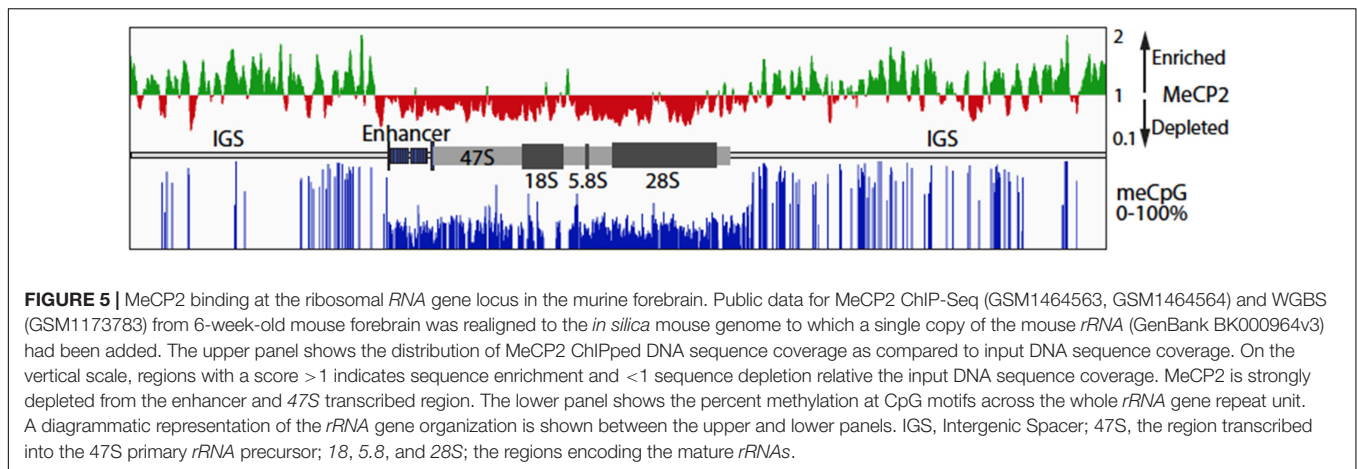 2
Enriched
1
MeCP2
0.1
Depleted
IGS
Enhancer
IGS
47S
18S 5.8S 28S
meCpG
0-100%
FIGURE 5 | MeCP2 binding at the ribosomal RNA gene locus in the murine forebrain. Public data for MeCP2 ChIP-Seq (GSM1464563, GSM1464564) and WGBS
(GSM1173783) from 6-week-old mouse forebrain was realigned to the in silica mouse genome to which a single copy of the mouse rRNA (GenBank BK000964v3)
had been added. The upper panel shows the distribution of MeCP2 ChIPped DNA sequence coverage as compared to input DNA sequence coverage. On the
vertical scale, regions with a score >1 indicates sequence enrichment and <1 sequence depletion relative the input DNA sequence coverage. MeCP2 is strongly
depleted from the enhancer and 47S transcribed region. The lower panel shows the percent methylation at CpG motifs across the whole rRNA gene repeat unit.
A diagrammatic representation of the rRNA gene organization is shown between the upper and lower panels. IGS, Intergenic Spacer; 47S, the region transcribed
into the 47S primary rRNA precursor; 18, 5.8, and 28S; the regions encoding the mature rRNAs.